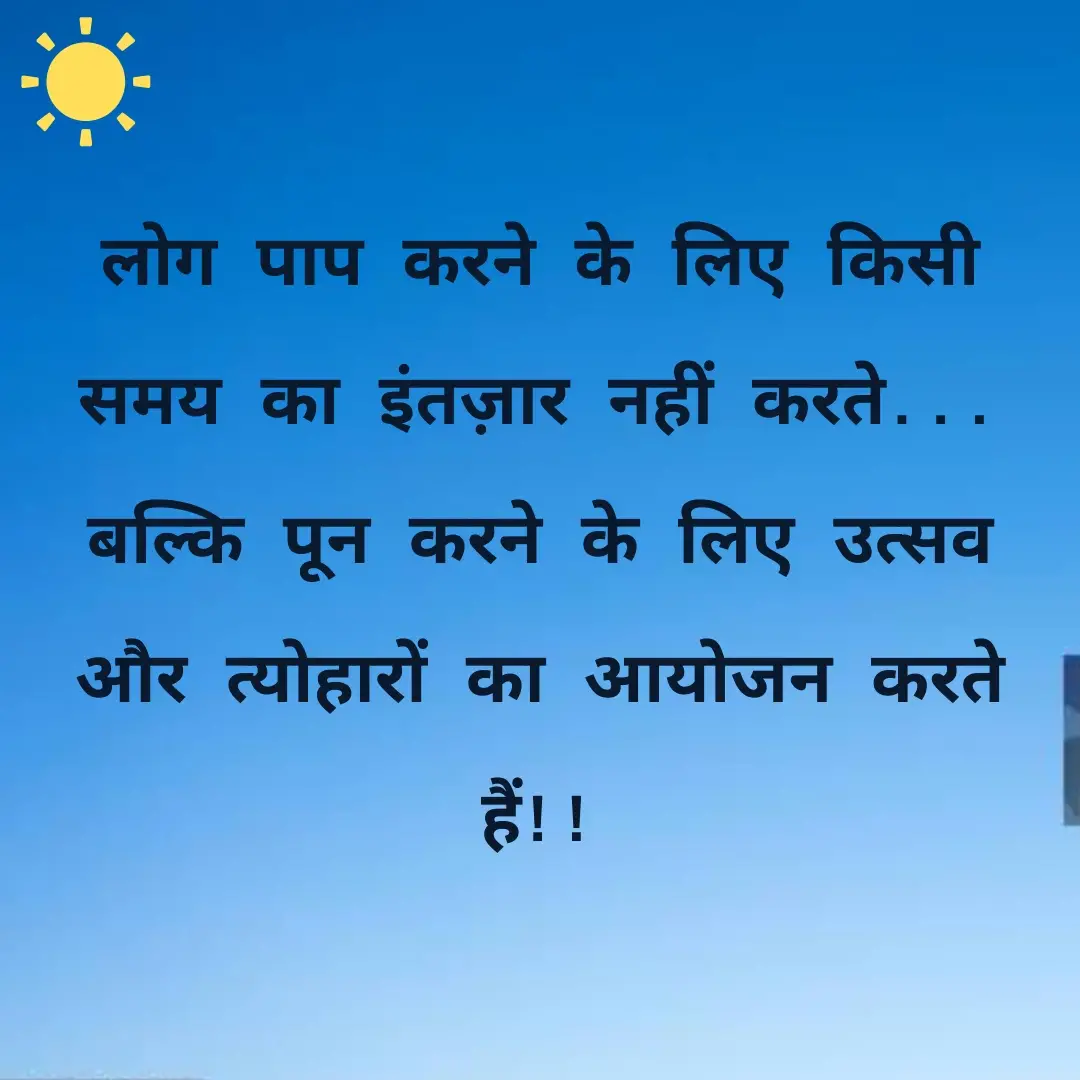 लोग पाप करने के लिए किसी
समय का इंतज़ार नहीं करते...
बल्कि पून करने के लिए उत्सव
और त्योहारों का आयोजन करते
हैं!!